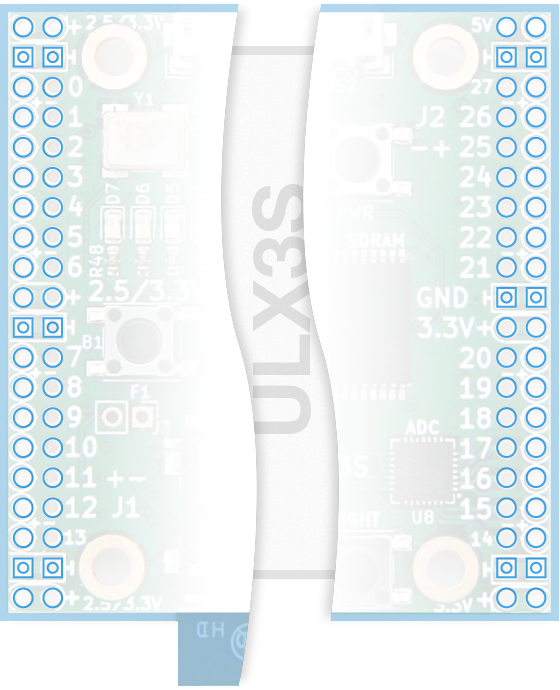 + 2.5/3.3V
H
0
1
2
3
4
5
6
+ 2.5/3.3V
H
7
8
9
10
11 +-
12 J1
13
H
+ 2.5/3.3V
Y1
D7 D6 D5
R48
B1
F1
ULX3S
5V
H
27
J2 26
-+ 25
24
23
22
21
GND H
3.3V+
20
19
18
17
16
15
14
H
3.3V +
PWR
SDRAM
ADC
U8